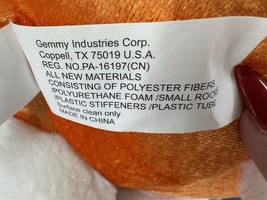 Gemmy Industries Corp.
Coppell, TX 75019 U.S.A.
REG. NO.PA-16197(CN)
ALL NEW MATERIALS
CONSISTING OF POLYESTER FIBERS
/POLYURETHANE FOAM /SMALL ROCK
/PLASTIC STIFFENERS /PLASTIC TUBE
Surface clean only
MADE IN CHINA